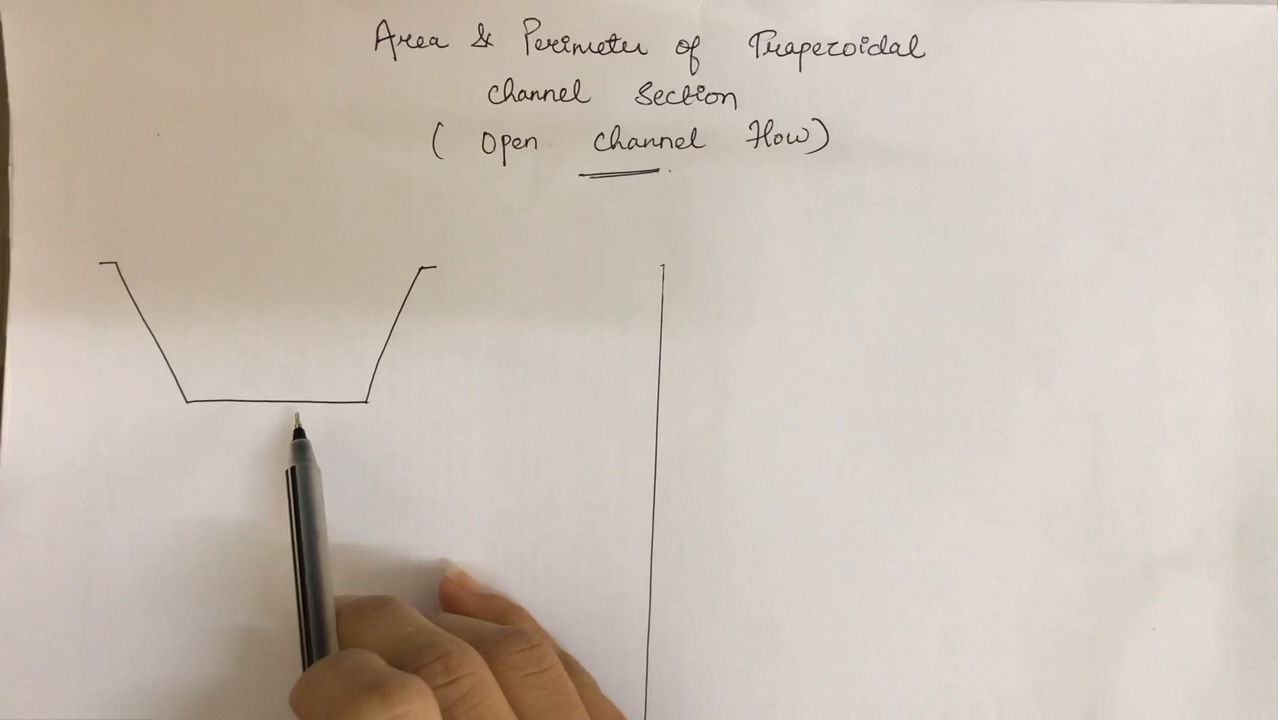 Area & Perimeter of Trapezoidal
channel Section
( Open channel flow)